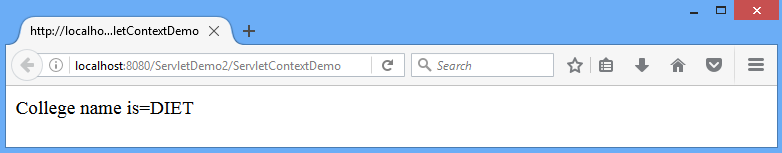 http://localho...letContextDemo
localhost:8080/ServletDemo2/ServletContextDemo
Search
College name is=DIET